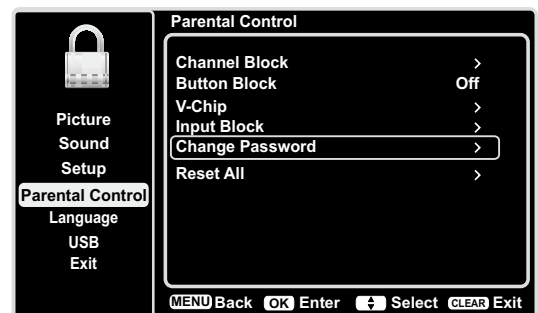 Parental Control
Channel Block >
Button Block Off
V-Chip >
Input Block >
Change Password >
Reset All >
Picture
Sound
Setup
Parental Control
Language
USB
Exit
MENU Back OK Enter Select CLEAR Exit